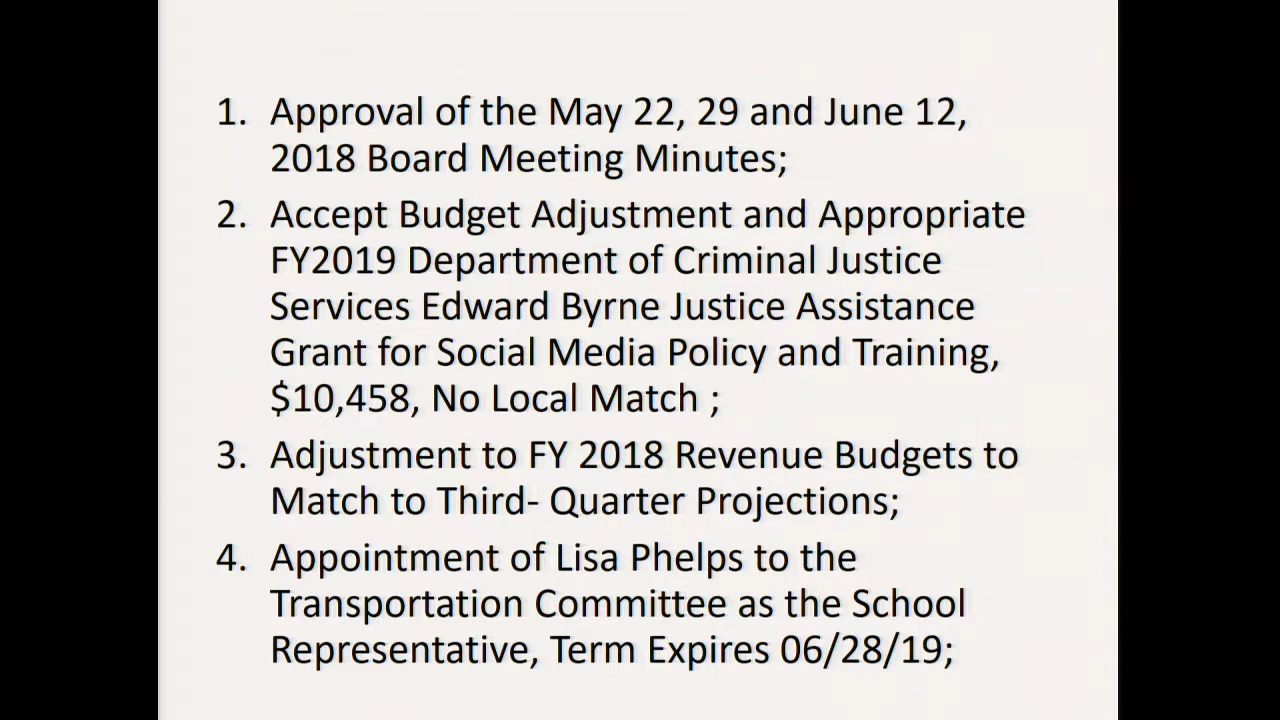 1. Approval of the May 22, 29 and June 12,
2018 Board Meeting Minutes;
2. Accept Budget Adjustment and Appropriate
FY2019 Department of Criminal Justice
Services Edward Byrne Justice Assistance
Grant for Social Media Policy and Training,
$10,458, No Local Match ;
3. Adjustment to FY 2018 Revenue Budgets to
Match to Third- Quarter Projections;
4. Appointment of Lisa Phelps to the
Transportation Committee as the School
Representative, Term Expires 06/28/19;